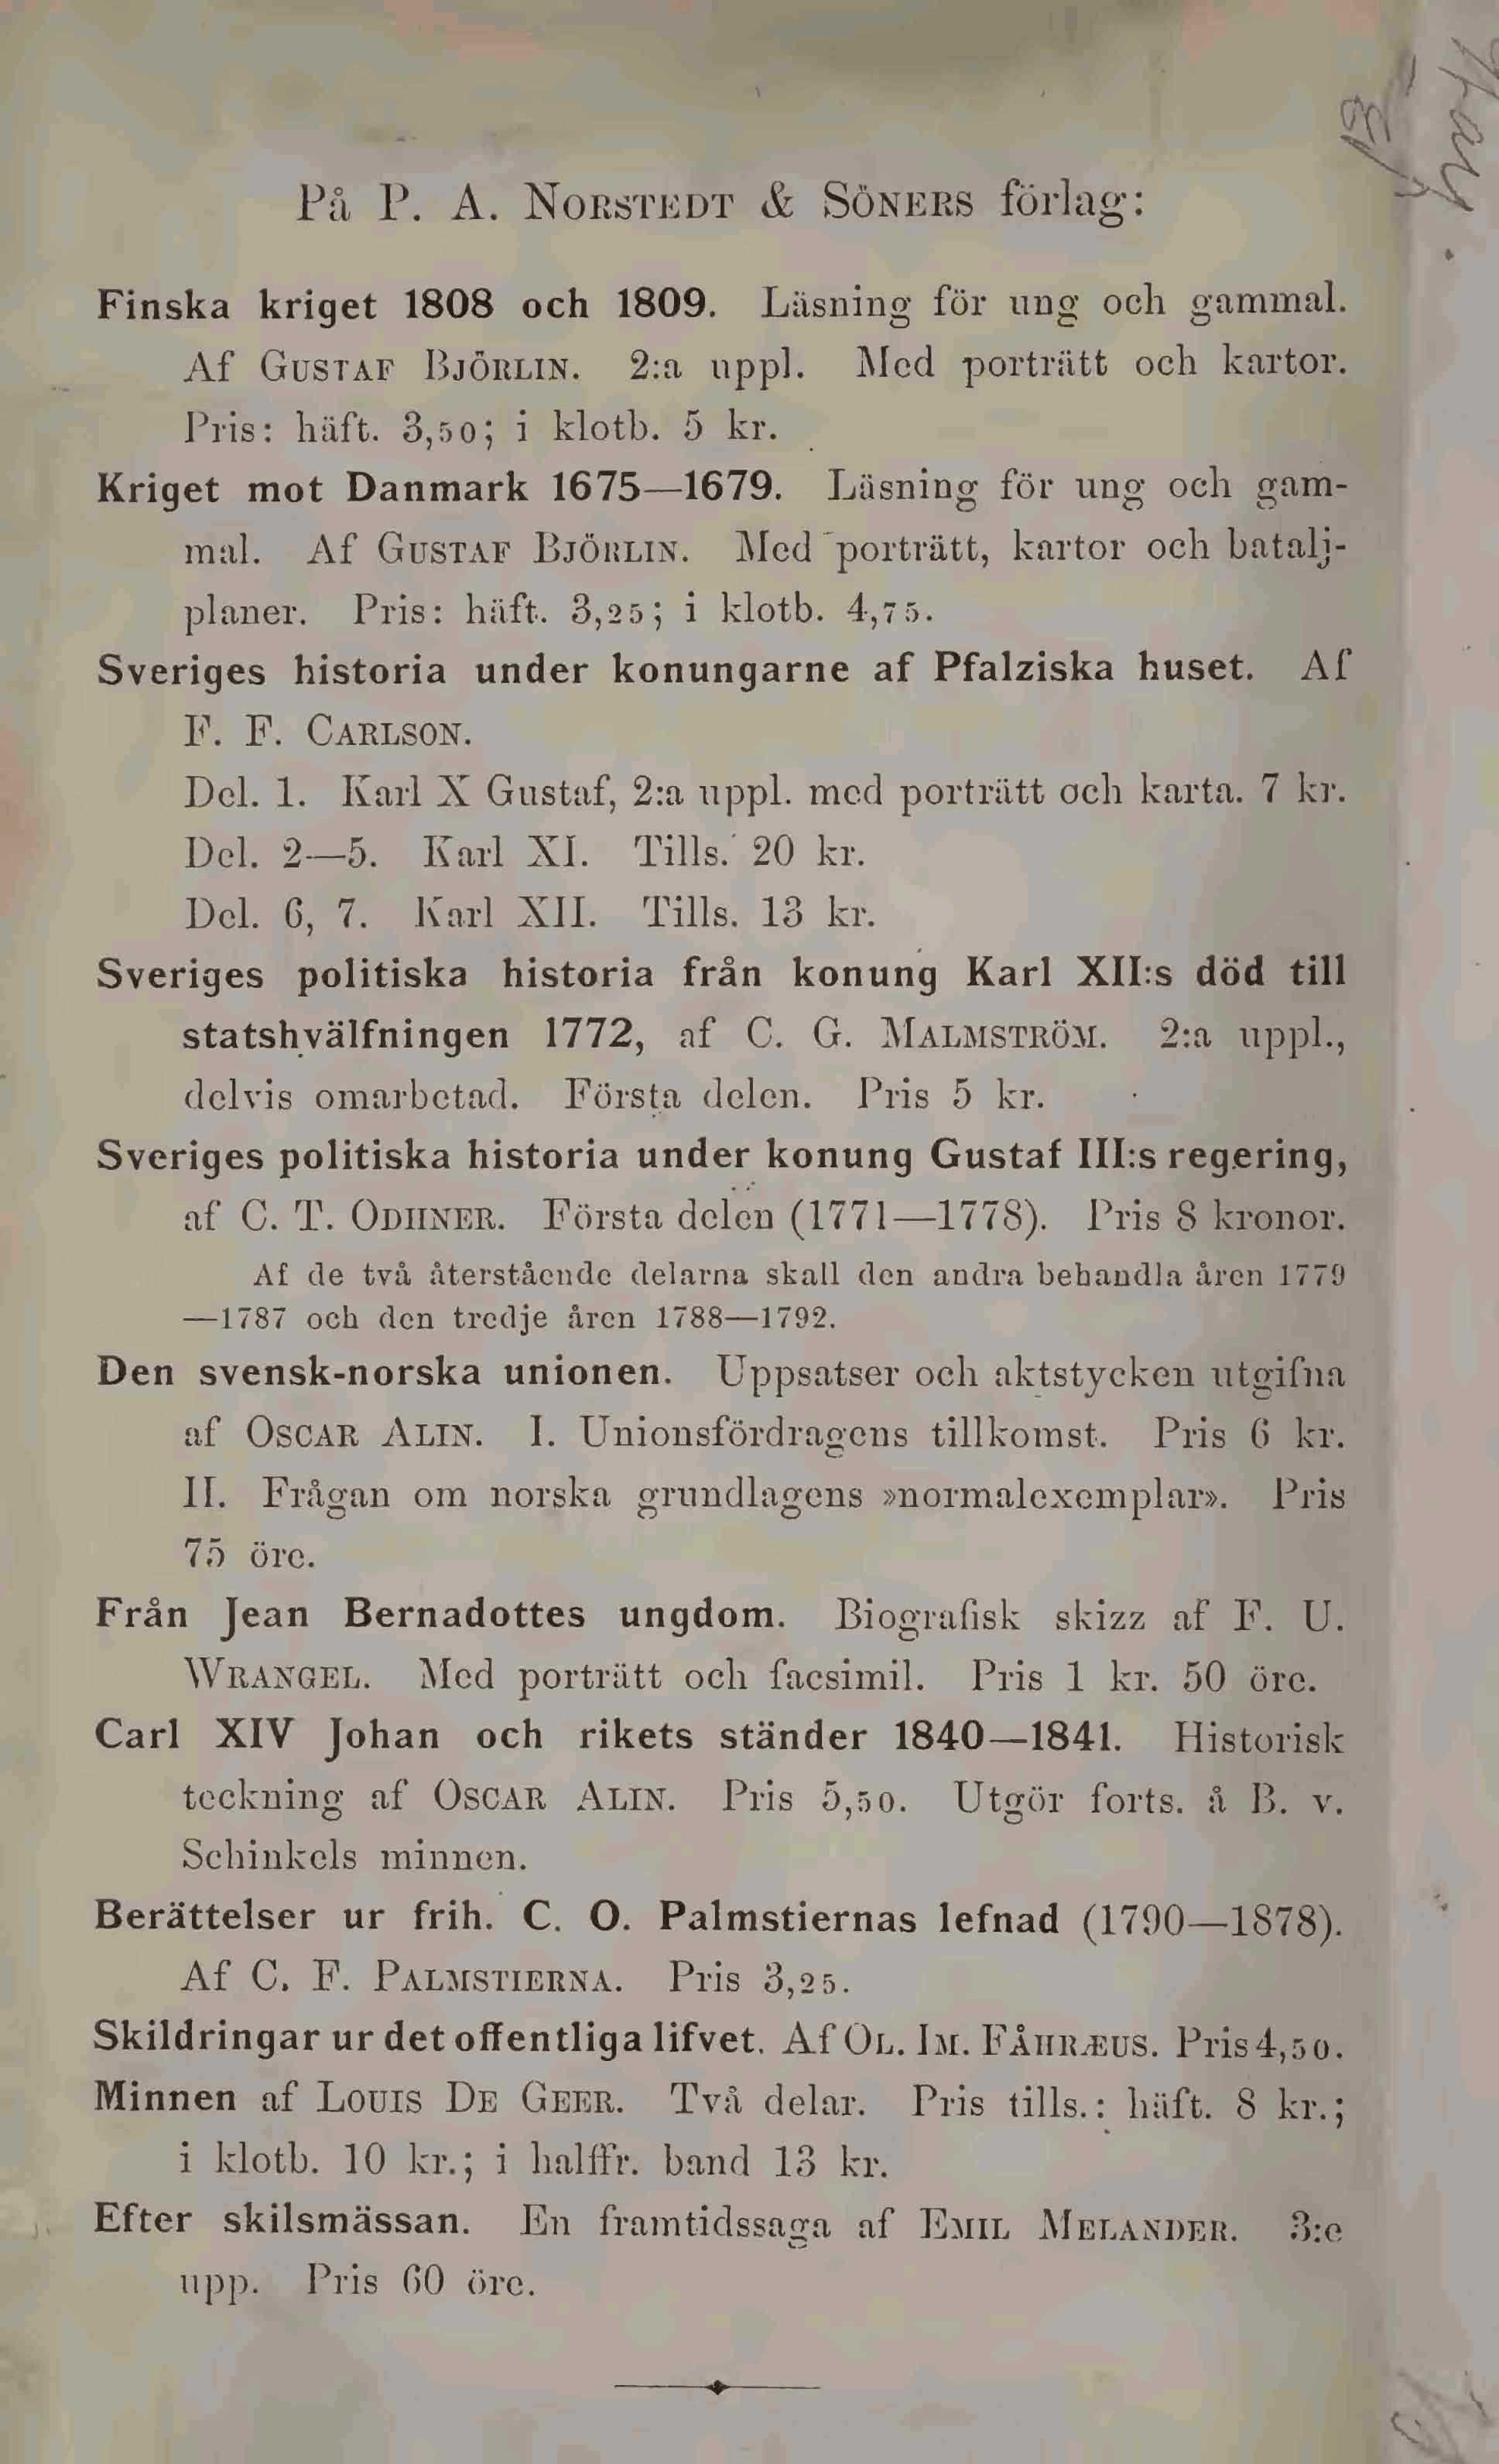 På P. A. NORSTEDT & SÖNERS förlag:
Finska kriget 1808 och 1809. Läsning för ung och gammal.
Af GUSTAF BJÖRLIN. 2:a uppl. Med porträtt och kartor.
Pris: häft. 3,50; i klotb. 5 kr.
Kriget mot Danmark 1675—1679. Läsning för ung och gam-
mal. Af GUSTAF BJÖRLIN. Med porträtt, kartor och batalj-
planer. Pris: häft. 3,25; i klotb. 4,75.
Sveriges historia under konungarne af Pfalziska huset. Af
F. F. CARLSON.
Del. 1. Karl X Gustaf, 2:a uppl. med porträtt och karta. 7 kr.
Del. 2—5. Karl XI. Tills. 20 kr.
Del. 6, 7. Karl XII. Tills. 13 kr.
Sveriges politiska historia från konung Karl XII:s död till
statshvälfningen 1772, af C. G. MALMSTRÖM. 2:a uppl.,
delvis omarbetad. Första delen. Pris 5 kr.
Sveriges politiska historia under konung Gustaf III:s regering,
af C. T. ODHNER. Första delen (1771—1778). Pris 8 kronor.
Af de två återstående delarna skall den andra behandla åren 1779
—1787 och den tredje åren 1788—1792.
Den svensk-norska unionen. Uppsatser och aktstycken utgifna
af OSCAR ALIN. I. Unionsfördragens tillkomst. Pris 6 kr.
II. Frågan om norska grundlagens »normalexemplar». Pris
75 öre.
Från Jean Bernadottes ungdom. Biografisk skizz af F. U.
WRANGEL. Med porträtt och facsimil. Pris 1 kr. 50 öre.
Carl XIV Johan och rikets ständer 1840—1841. Historisk
teckning af OSCAR ALIN. Pris 5,50. Utgör forts. å B. v.
Schinkels minnen.
Berättelser ur frih. C. O. Palmstiernas lefnad (1790—1878).
Af C. F. PALMSTIERNA. Pris 3,25.
Skildringar ur det offentliga lifvet. Af OL. IM. FÅHRÆUS. Pris 4,50.
Minnen af LOUIS DE GEER. Två delar. Pris tills.: häft. 8 kr.;
i klotb. 10 kr.; i halffr. band 13 kr.
Efter skilsmässan. En framtidssaga af EMIL MELANDER. 3:e
upp. Pris 60 öre.